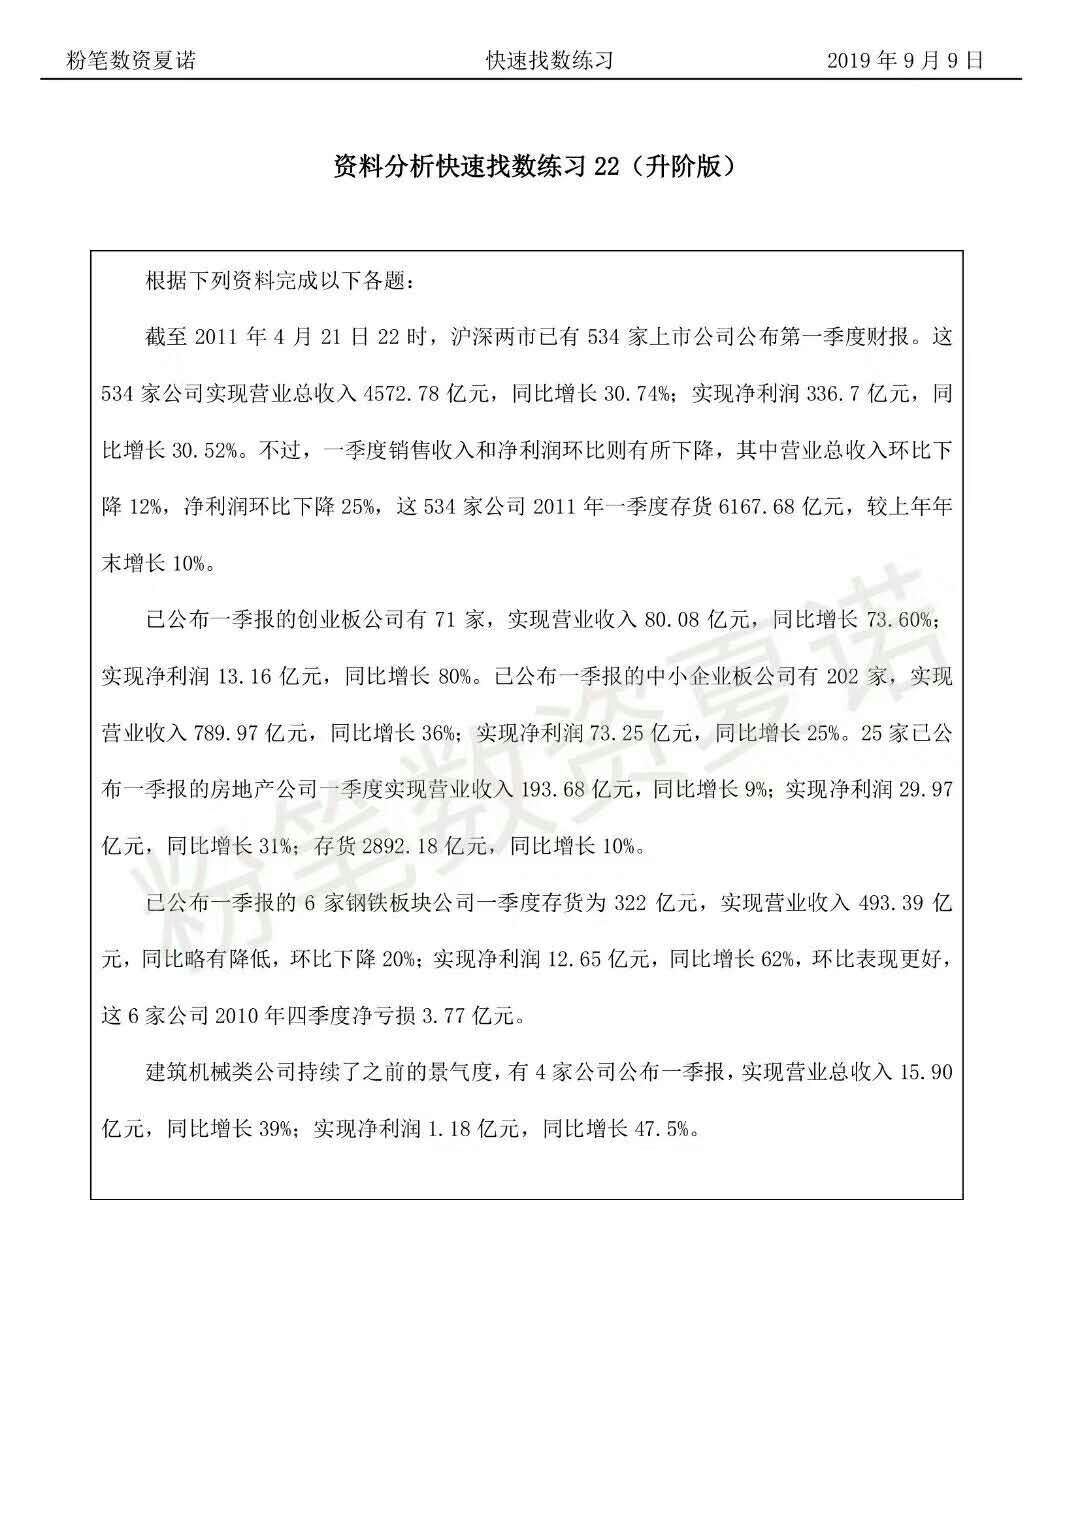 粉笔数资夏诺 快速找数练习 2019 年 9 月 9 日
资料分析快速找数练习 22（升阶版）
根据下列资料完成以下各题：
截至 2011 年 4 月 21 日 22 时，沪深两市已有 534 家上市公司公布第一季度财报。这
534 家公司实现营业总收入 4572.78 亿元，同比增长 30.74%；实现净利润 336.7 亿元，同
比增长 30.52%。不过，一季度销售收入和净利润环比则有所下降，其中营业总收入环比下
降 12%，净利润环比下降 25%，这 534 家公司 2011 年一季度存货 6167.68 亿元，较上年年
末增长 10%。
已公布一季报的创业板公司有 71 家，实现营业收入 80.08 亿元，同比增长 73.60%；
实现净利润 13.16 亿元，同比增长 80%。已公布一季报的中小企业板公司有 202 家，实现
营业收入 789.97 亿元，同比增长 36%；实现净利润 73.25 亿元，同比增长 25%。25 家已公
布一季报的房地产公司一季度实现营业收入 193.68 亿元，同比增长 9%；实现净利润 29.97
亿元，同比增长 31%；存货 2892.18 亿元，同比增长 10%。
已公布一季报的 6 家钢铁板块公司一季度存货为 322 亿元，实现营业收入 493.39 亿
元，同比略有降低，环比下降 20%；实现净利润 12.65 亿元，同比增长 62%，环比表现更好，
这 6 家公司 2010 年四季度净亏损 3.77 亿元。
建筑机械类公司持续了之前的景气度，有 4 家公司公布一季报，实现营业总收入 15.90
亿元，同比增长 39%；实现净利润 1.18 亿元，同比增长 47.5%。
粉笔数资夏诺